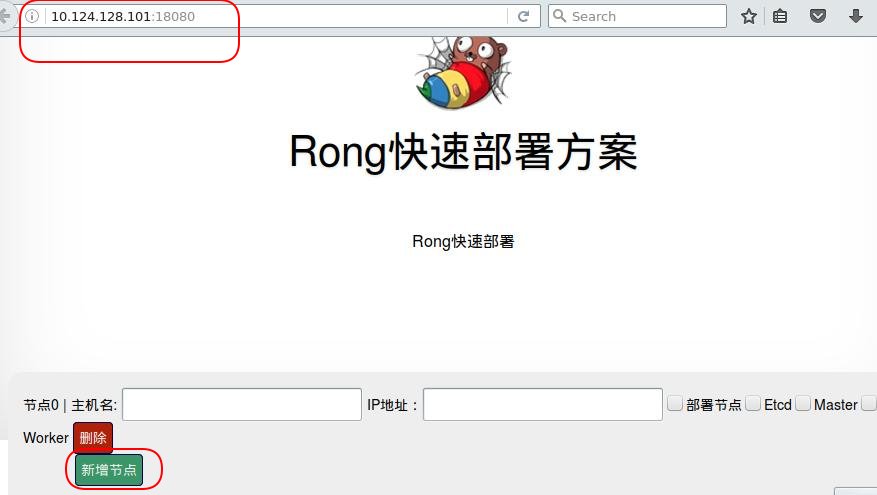 10.124.128.101:18080 Search
Rong快速部署方案
Rong快速部署
节点0 | 主机名: IP地址： 部署节点 Etcd Master
Worker 删除
新增节点